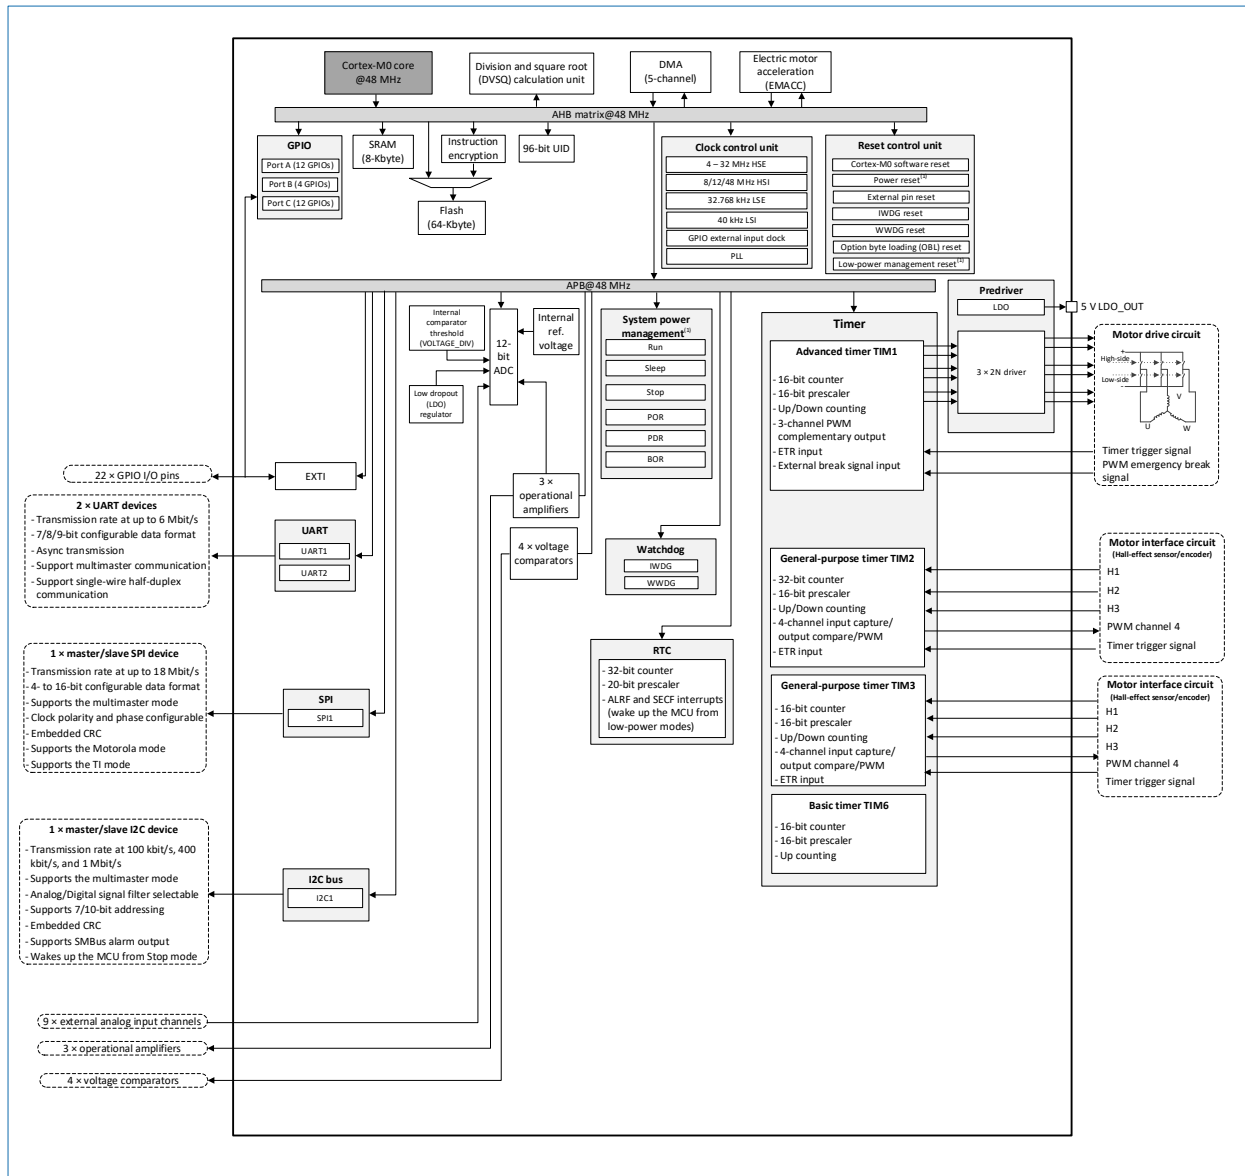 Cortex-M0 core
@48 MHz
Division and square root
(DVSQ) calculation unit
DMA
(5-channel)
Electric motor
acceleration
(EMACC)
AHB matrix@48 MHz
GPIO
Port A (12 GPIOs)
Port B (4 GPIOs)
Port C (12 GPIOs)
SRAM
(8-Kbyte)
Instruction
encryption
96-bit UID
Flash
(64-Kbyte)
Clock control unit
4 – 32 MHz HSE
8/12/48 MHz HSI
32.768 kHz LSE
40 kHz LSI
GPIO external input clock
PLL
Reset control unit
Cortex-M0 software reset
Power reset(1)
External pin reset
IWDG reset
WWDG reset
Option byte loading (OBL) reset
Low-power management reset(1)
APB@48 MHz
Internal
comparator
threshold
(VOLTAGE_DIV)
Low dropout
(LDO)
regulator
12-
bit
ADC
Internal
ref.
voltage
System power
management(1)
Run
Sleep
Stop
POR
PDR
BOR
Timer
Advanced timer TIM1
- 16-bit counter
- 16-bit prescaler
- Up/Down counting
- 3-channel PWM
complementary output
- ETR input
- External break signal input
Predriver
LDO
3 × 2N driver
5 V LDO_OUT
Motor drive circuit
+
High-side
Low-side
-
V
U
W
Timer trigger signal
PWM emergency break
signal
22 × GPIO I/O pins
EXTI
3 ×
operational
amplifiers
4 × voltage
comparators
2 × UART devices
- Transmission rate at up to 6 Mbit/s
- 7/8/9-bit configurable data format
- Async transmission
- Support multimaster communication
- Support single-wire half-duplex
communication
UART
UART1
UART2
Watchdog
IWDG
WWDG
General-purpose timer TIM2
- 32-bit counter
- 16-bit prescaler
- Up/Down counting
- 4-channel input capture/
output compare/PWM
- ETR input
Motor interface circuit
(Hall-effect sensor/encoder)
H1
H2
H3
PWM channel 4
Timer trigger signal
1 × master/slave SPI device
- Transmission rate at up to 18 Mbit/s
- 4- to 16-bit configurable data format
- Supports the multimaster mode
- Clock polarity and phase configurable
- Embedded CRC
- Supports the Motorola mode
- Supports the TI mode
SPI
SPI1
RTC
- 32-bit counter
- 20-bit prescaler
- ALRF and SECF interrupts
(wake up the MCU from
low-power modes)
General-purpose timer TIM3
- 16-bit counter
- 16-bit prescaler
- Up/Down counting
- 4-channel input capture/
output compare/PWM
- ETR input
Motor interface circuit
(Hall-effect sensor/encoder)
H1
H2
H3
PWM channel 4
Timer trigger signal
Basic timer TIM6
- 16-bit counter
- 16-bit prescaler
- Up counting
1 × master/slave I2C device
- Transmission rate at 100 kbit/s, 400
kbit/s, and 1 Mbit/s
- Supports the multimaster mode
- Analog/Digital signal filter selectable
- Supports 7/10-bit addressing
- Embedded CRC
- Supports SMBus alarm output
- Wakes up the MCU from Stop mode
I2C bus
I2C1
9 × external analog input channels
3 × operational amplifiers
4 × voltage comparators